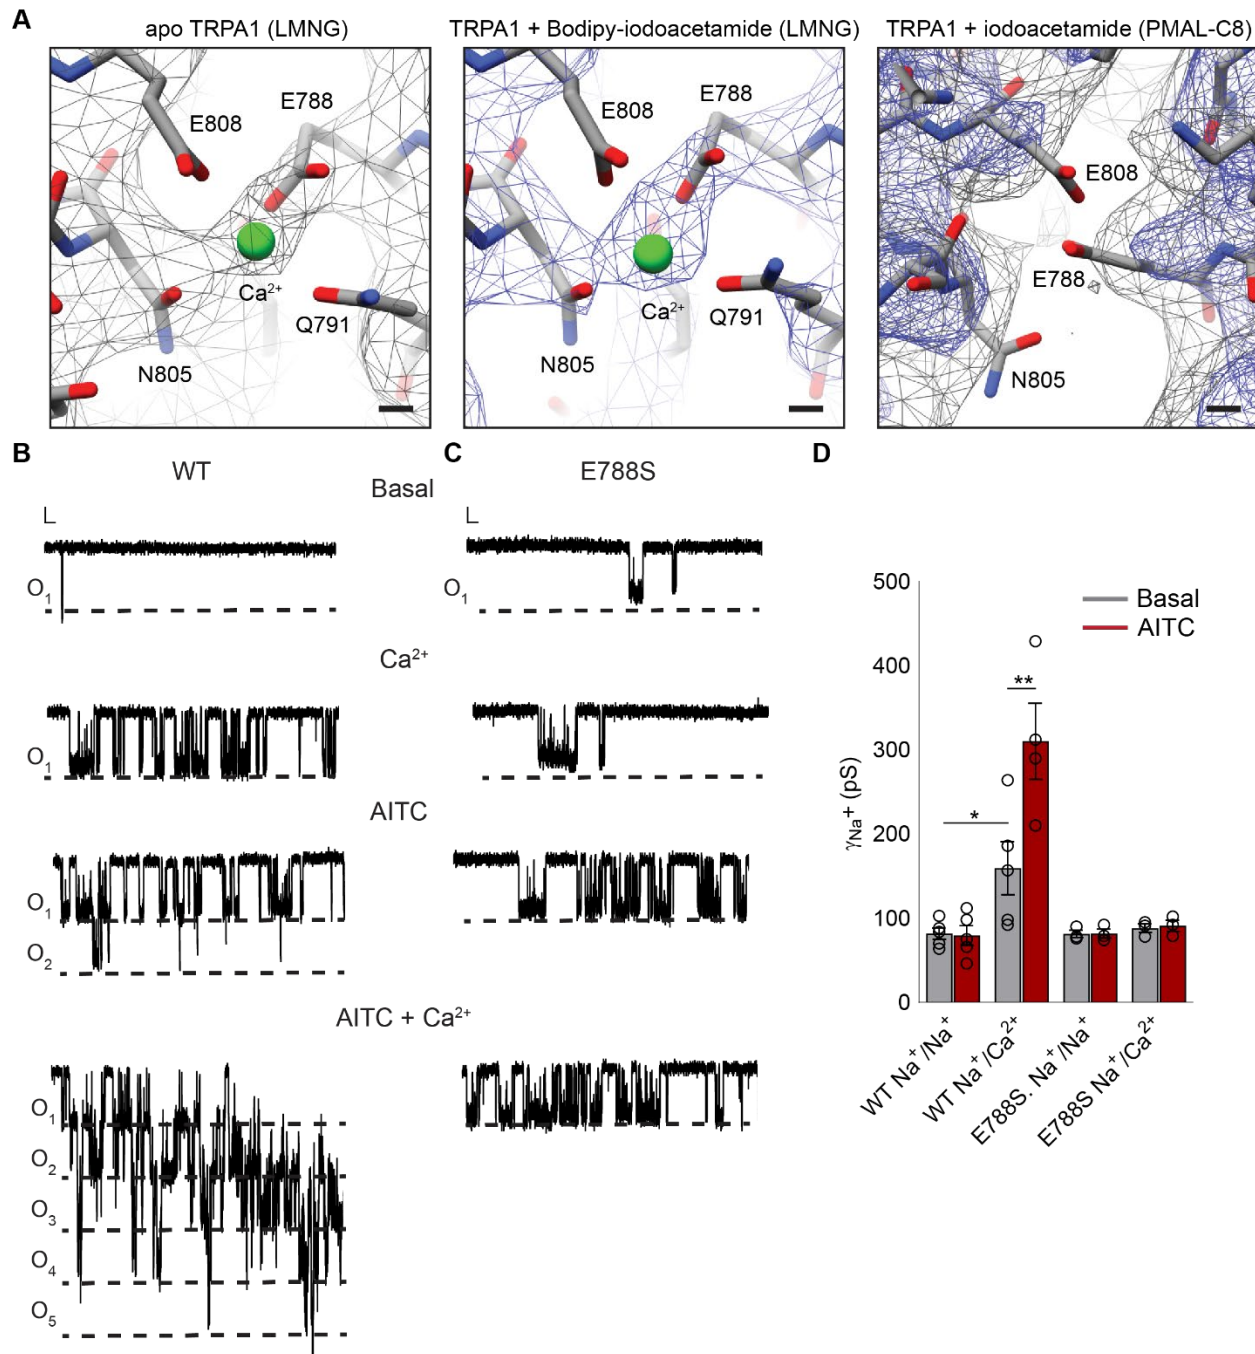 A
apo TRPA1 (LMNG)
TRPA1 + Bodipy-iodoacetamide (LMNG)
TRPA1 + iodoacetamide (PMAL-C8)
E808
E788
Ca²⁺
Q791
N805
E808
E788
Ca²⁺
Q791
N805
E808
E788
N805
B
WT
C
E788S
D
Basal
O₁
O₁
Ca²⁺
O₁
AITC
O₁
O₂
AITC + Ca²⁺
O₁
O₂
O₃
O₄
O₅
Basal
AITC
500
400
300
200
100
0
γNa⁺ (pS)
*
**
WT Na⁺/Na⁺
WT Na⁺/Ca²⁺
E788S. Na⁺/Na⁺
E788S Na⁺/Ca²⁺